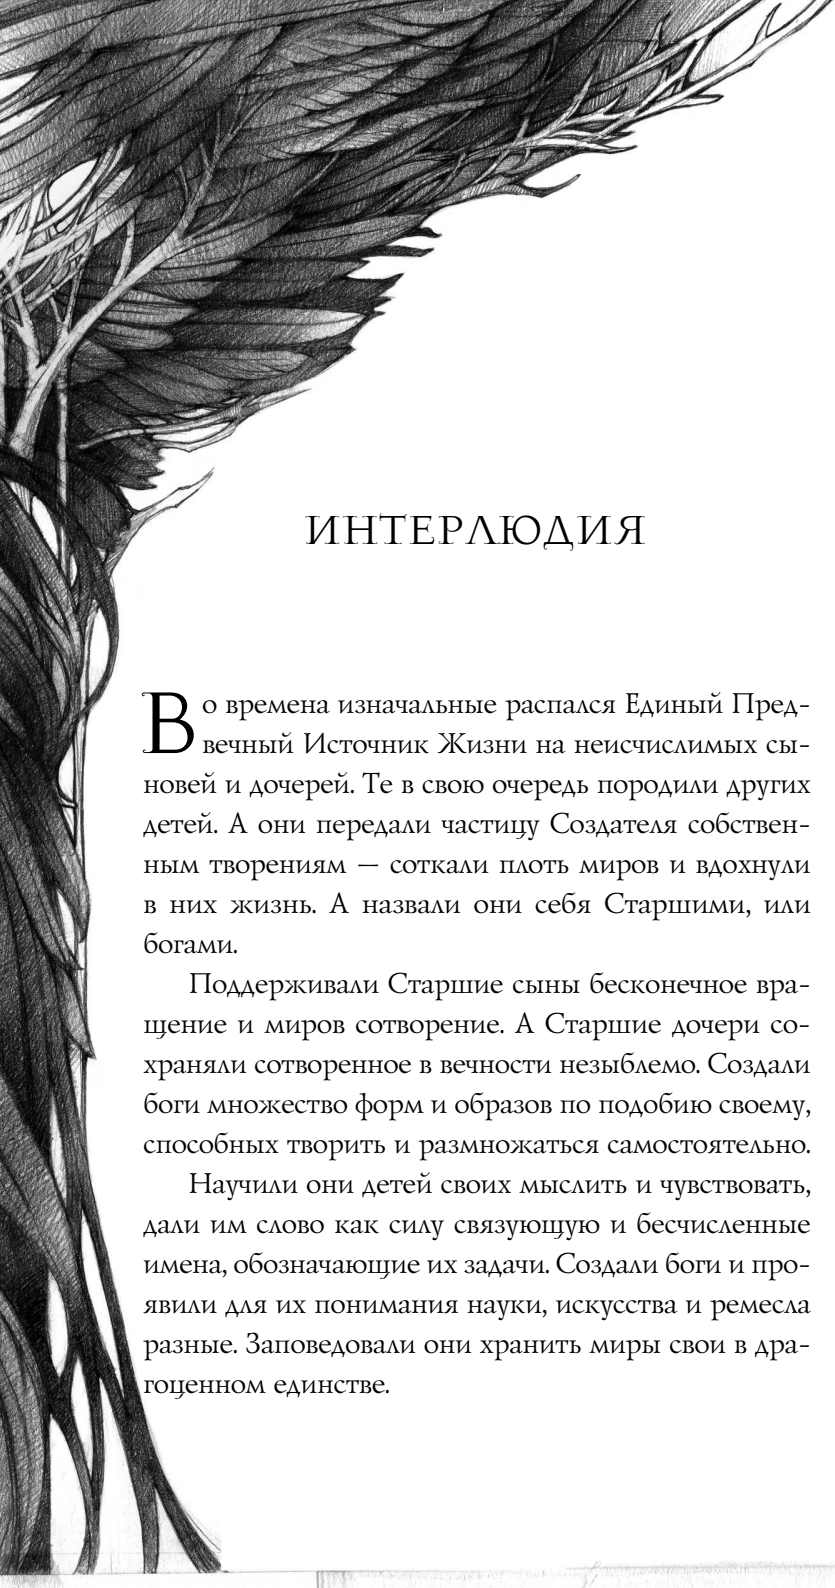 ИНТЕРЛЮДИЯ
Во времена изначальные распался Единый Пред-
вечный Источник Жизни на неисчислимых сы-
новей и дочерей. Те в свою очередь породили других
детей. А они передали частицу Создателя собствен-
ным творениям — соткали плоть миров и вдохнули
в них жизнь. А назвали они себя Старшими, или
богами.
Поддерживали Старшие сыны бесконечное вра-
щение и миров сотворение. А Старшие дочери со-
храняли сотворенное в вечности незыблемо. Создали
боги множество форм и образов по подобию своему,
способных творить и размножаться самостоятельно.
Научили они детей своих мыслить и чувствовать,
дали им слово как силу связующую и бесчисленные
имена, обозначающие их задачи. Создали боги и про-
явили для их понимания науки, искусства и ремесла
разные. Заповедовали они хранить миры свои в дра-
гоценном единстве.